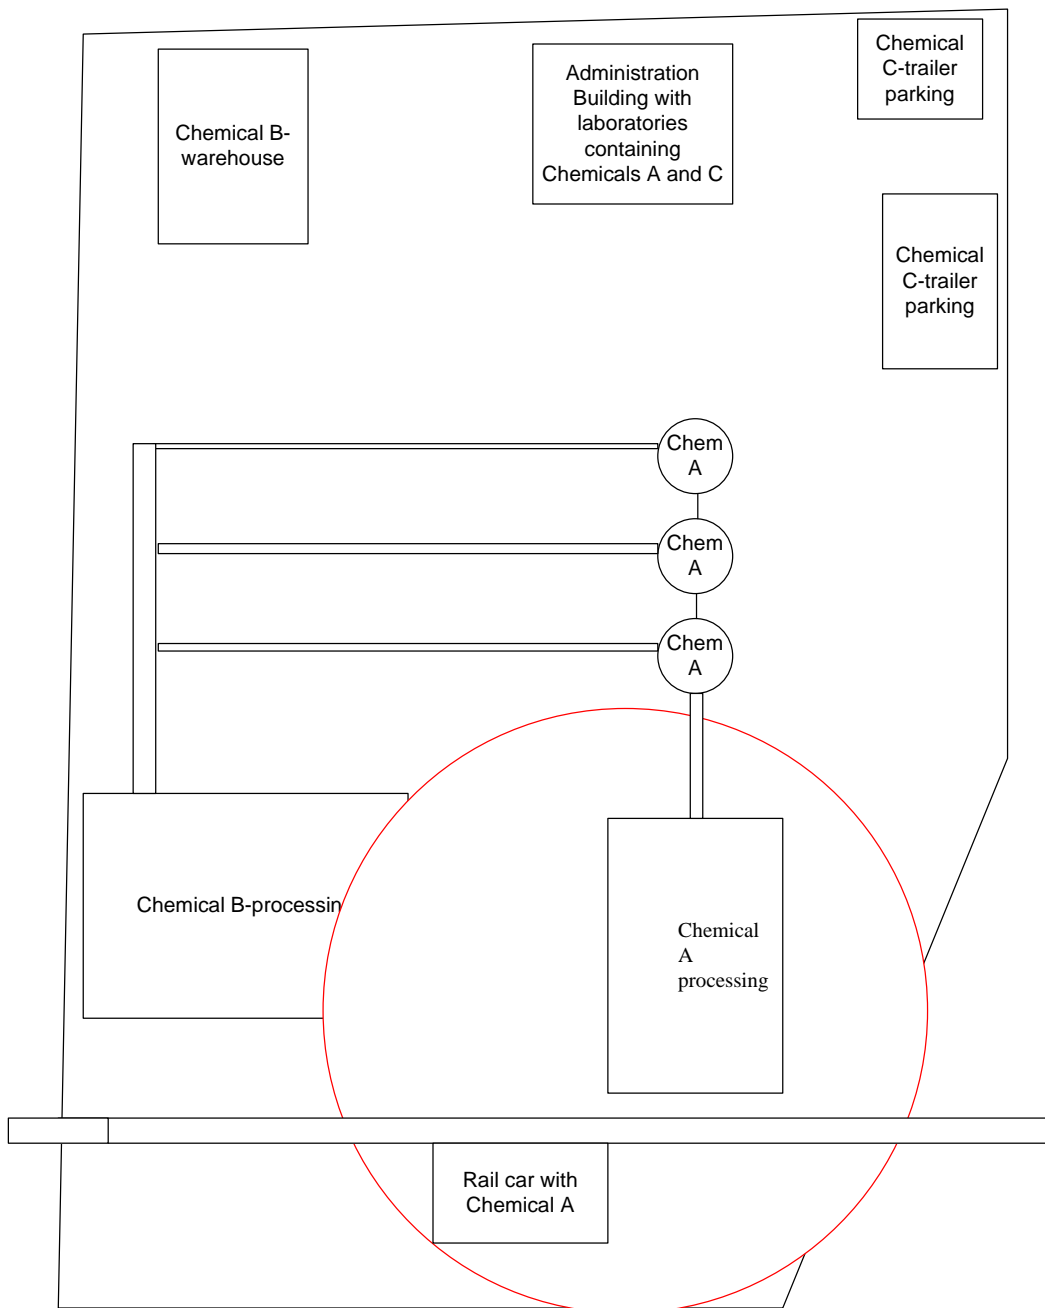 Chemical B-
warehouse
Administration
Building with
laboratories
containing
Chemicals A and C
Chemical
C-trailer
parking
Chemical
C-trailer
parking
Chem
A
Chem
A
Chem
A
Chemical B-processin
Chemical
A
processing
Rail car with
Chemical A